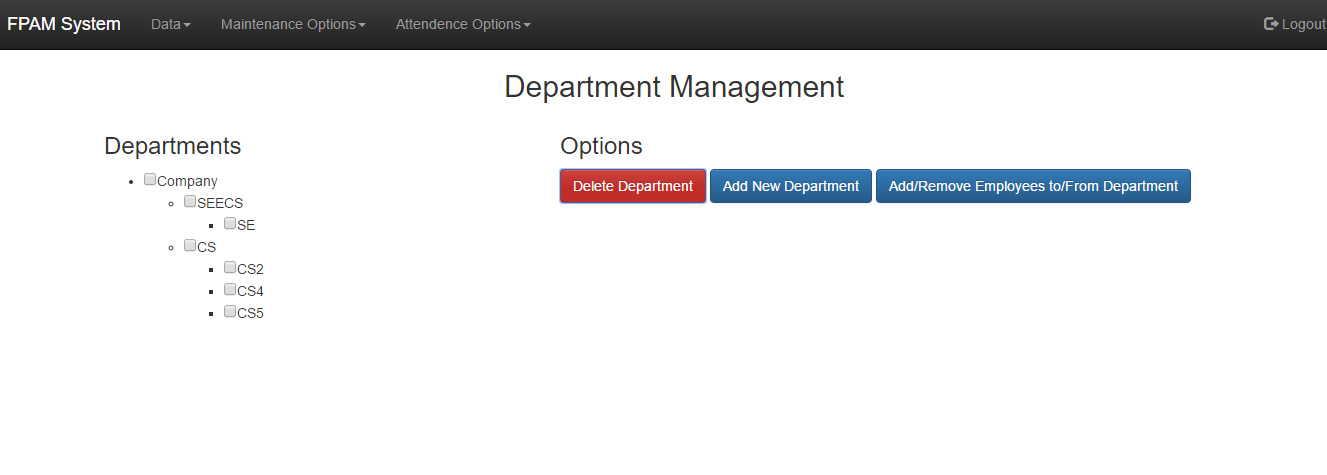 FPAM System Data Maintenance Options Attendence Options Logout
Department Management
Departments
Company
SEECS
SE
CS
CS2
CS4
CS5
Options
Delete Department Add New Department Add/Remove Employees to/From Department